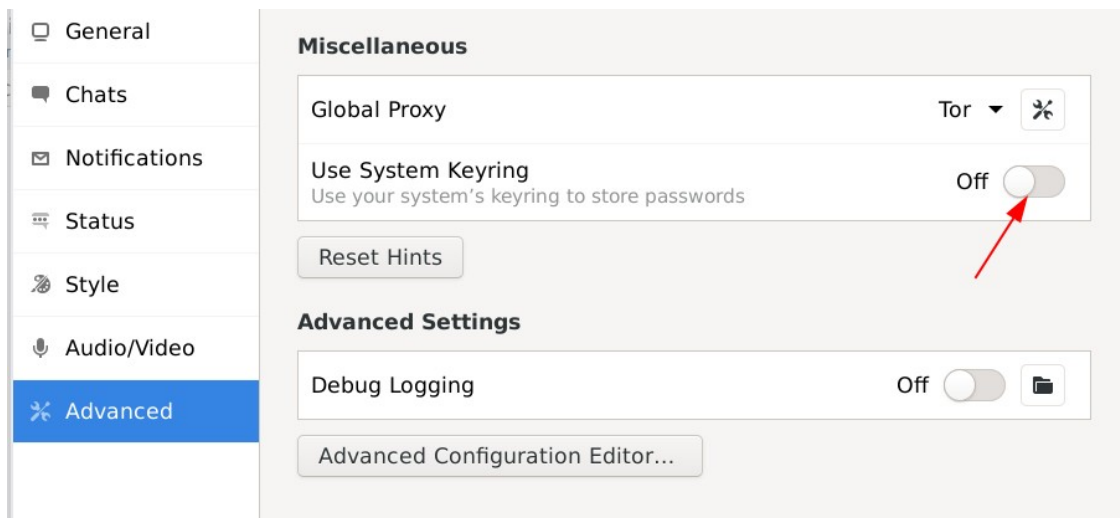 General
Chats
Notifications
Status
Style
Audio/Video
Advanced
Miscellaneous
Global Proxy
Tor
Use System Keyring
Off
Use your system's keyring to store passwords
Reset Hints
Advanced Settings
Debug Logging
Off
Advanced Configuration Editor...